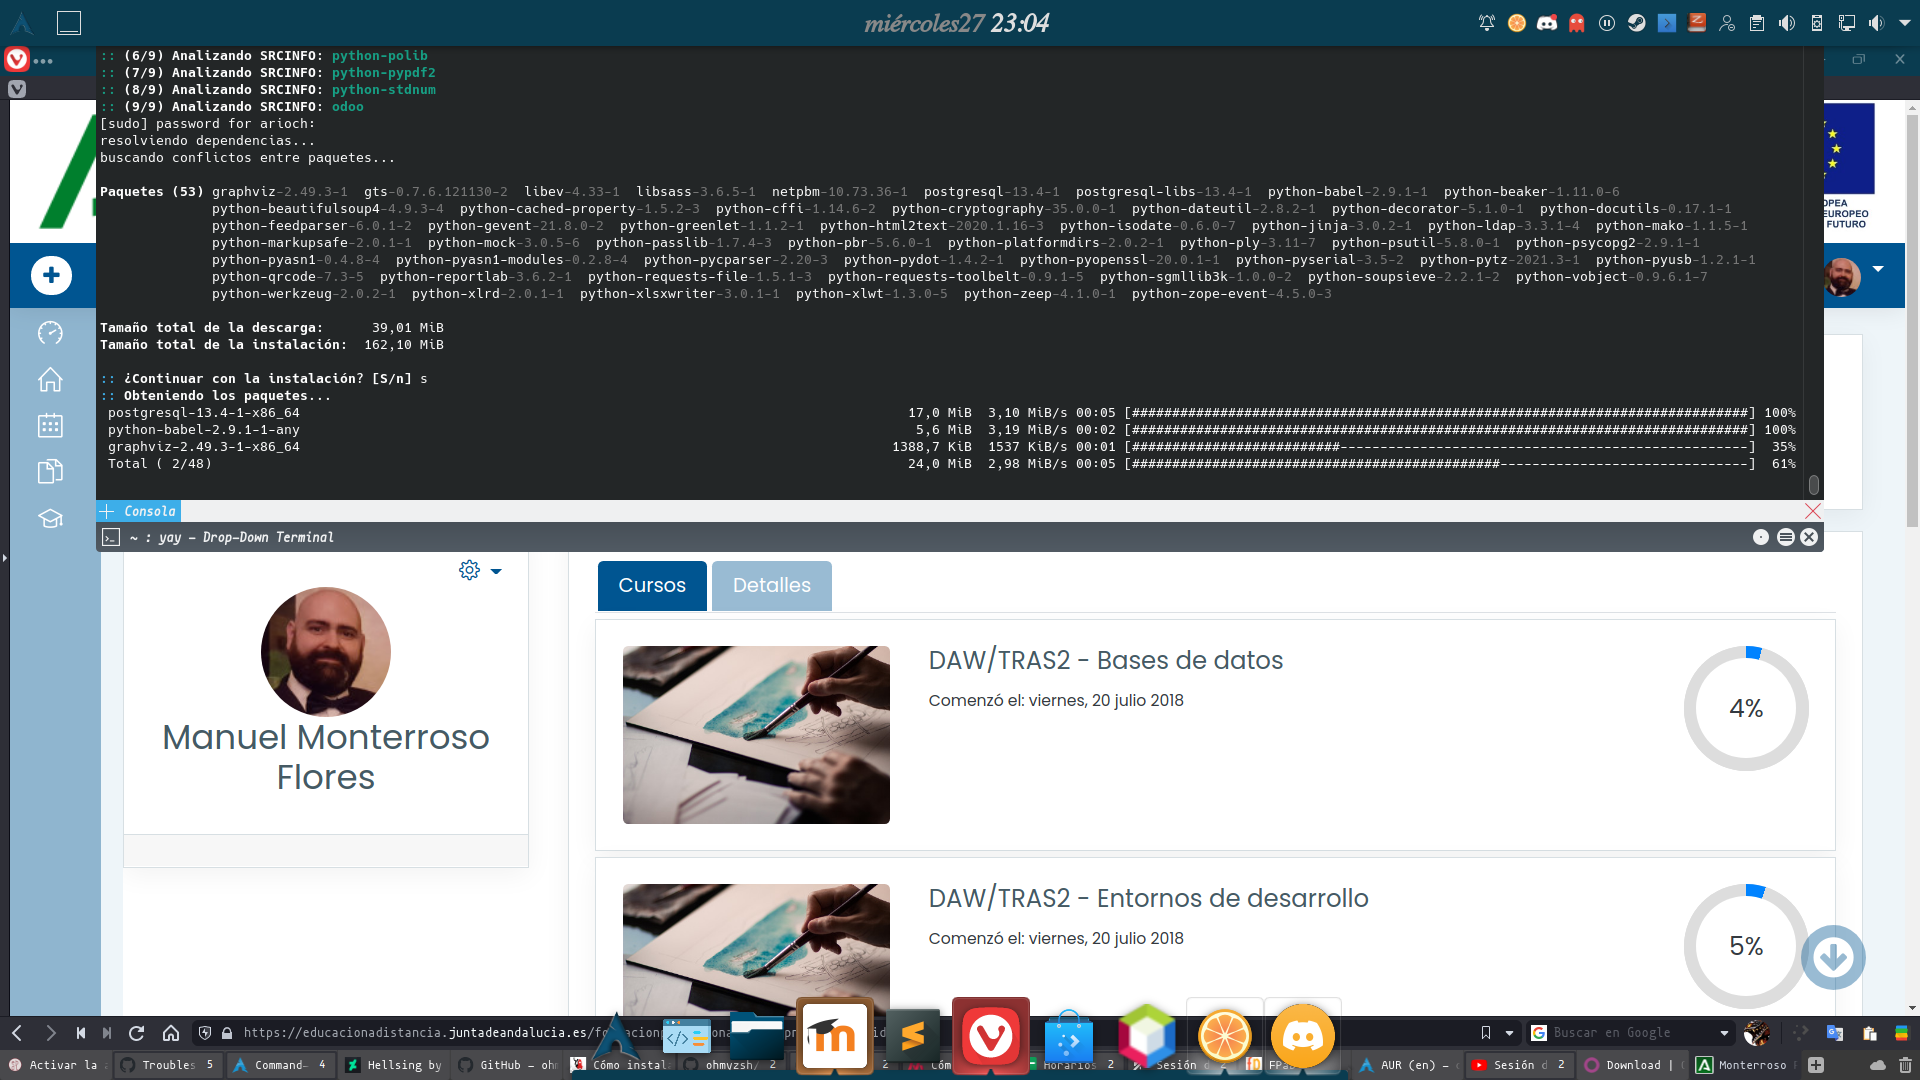 miércoles27 23:04
:: (6/9) Analizando SRCINFO: python-polib
:: (7/9) Analizando SRCINFO: python-pypdf2
:: (8/9) Analizando SRCINFO: python-stdnum
:: (9/9) Analizando SRCINFO: odoo
[sudo] password for arioch:
resolviendo dependencias...
buscando conflictos entre paquetes...
Paquetes (53) graphviz-2.49.3-1 gts-0.7.6.121130-2 libev-4.33-1 libsass-3.6.5-1 netpbm-10.73.36-1 postgresql-13.4-1 postgresql-libs-13.4-1 python-babel-2.9.1-1 python-beaker-1.11.0-6
python-beautifulsoup4-4.9.3-4 python-cached-property-1.5.2-3 python-cffi-1.14.6-2 python-cryptography-35.0.0-1 python-dateutil-2.8.2-1 python-decorator-5.1.0-1 python-docutils-0.17.1-1
python-feedparser-6.0.1-2 python-gevent-21.8.0-2 python-greenlet-1.1.2-1 python-html2text-2020.1.16-3 python-isodate-0.6.0-7 python-jinja-3.0.2-1 python-ldap-3.3.1-4 python-mako-1.1.5-1
python-markupsafe-2.0.1-1 python-mock-3.0.5-6 python-passlib-1.7.4-3 python-pbr-5.6.0-1 python-platformdirs-2.0.2-1 python-ply-3.11-7 python-psutil-5.8.0-1 python-psycopg2-2.9.1-1
python-pyasn1-0.4.8-4 python-pyasn1-modules-0.2.8-4 python-pycparser-2.20-3 python-pydot-1.4.2-1 python-pyopenssl-20.0.1-1 python-pyserial-3.5-2 python-pytz-2021.3-1 python-pyusb-1.2.1-1
python-qrcode-7.3-5 python-reportlab-3.6.2-1 python-requests-file-1.5.1-3 python-requests-toolbelt-0.9.1-5 python-sgmllib3k-1.0.0-2 python-soupsieve-2.2.1-2 python-vobject-0.9.6.1-7
python-werkzeug-2.0.2-1 python-xlrd-2.0.1-1 python-xlsxwriter-3.0.1-1 python-xlwt-1.3.0-5 python-zeep-4.1.0-1 python-zope-event-4.5.0-3
Tamaño total de la descarga: 39,01 MiB
Tamaño total de la instalación: 162,10 MiB
:: ¿Continuar con la instalación? [S/n] s
:: Obteniendo los paquetes...
postgresql-13.4-1-x86_64 17,0 MiB 3,10 MiB/s 00:05 [#############################################################################] 100%
python-babel-2.9.1-1-any 5,6 MiB 3,19 MiB/s 00:02 [#############################################################################] 100%
graphviz-2.49.3-1-x86_64 1388,7 KiB 1537 KiB/s 00:01 [##########################---------------------------------------------------] 35%
Total ( 2/48) 24,0 MiB 2,98 MiB/s 00:05 [##############################################-------------------------------] 61%
OPEA
EUROPEO
FUTURO
Consola
~ : yay — Drop-Down Terminal
Cursos
Detalles
Manuel Monterroso
Flores
DAW/TRAS2 - Bases de datos
Comenzó el: viernes, 20 julio 2018
4%
DAW/TRAS2 - Entornos de desarrollo
Comenzó el: viernes, 20 julio 2018
5%
https://educacionadistancia.juntadeandalucia.es/
Buscar en Google
Activar la
Troubles 5
Command- 4
Hellsing by
GitHub – ohm
Cómo instal
ohmyzsh/ 2
Cóm
Horarios 2
Sesión d 2
FP
AUR (en) –
Sesión d 2
Download |
Monterroso F